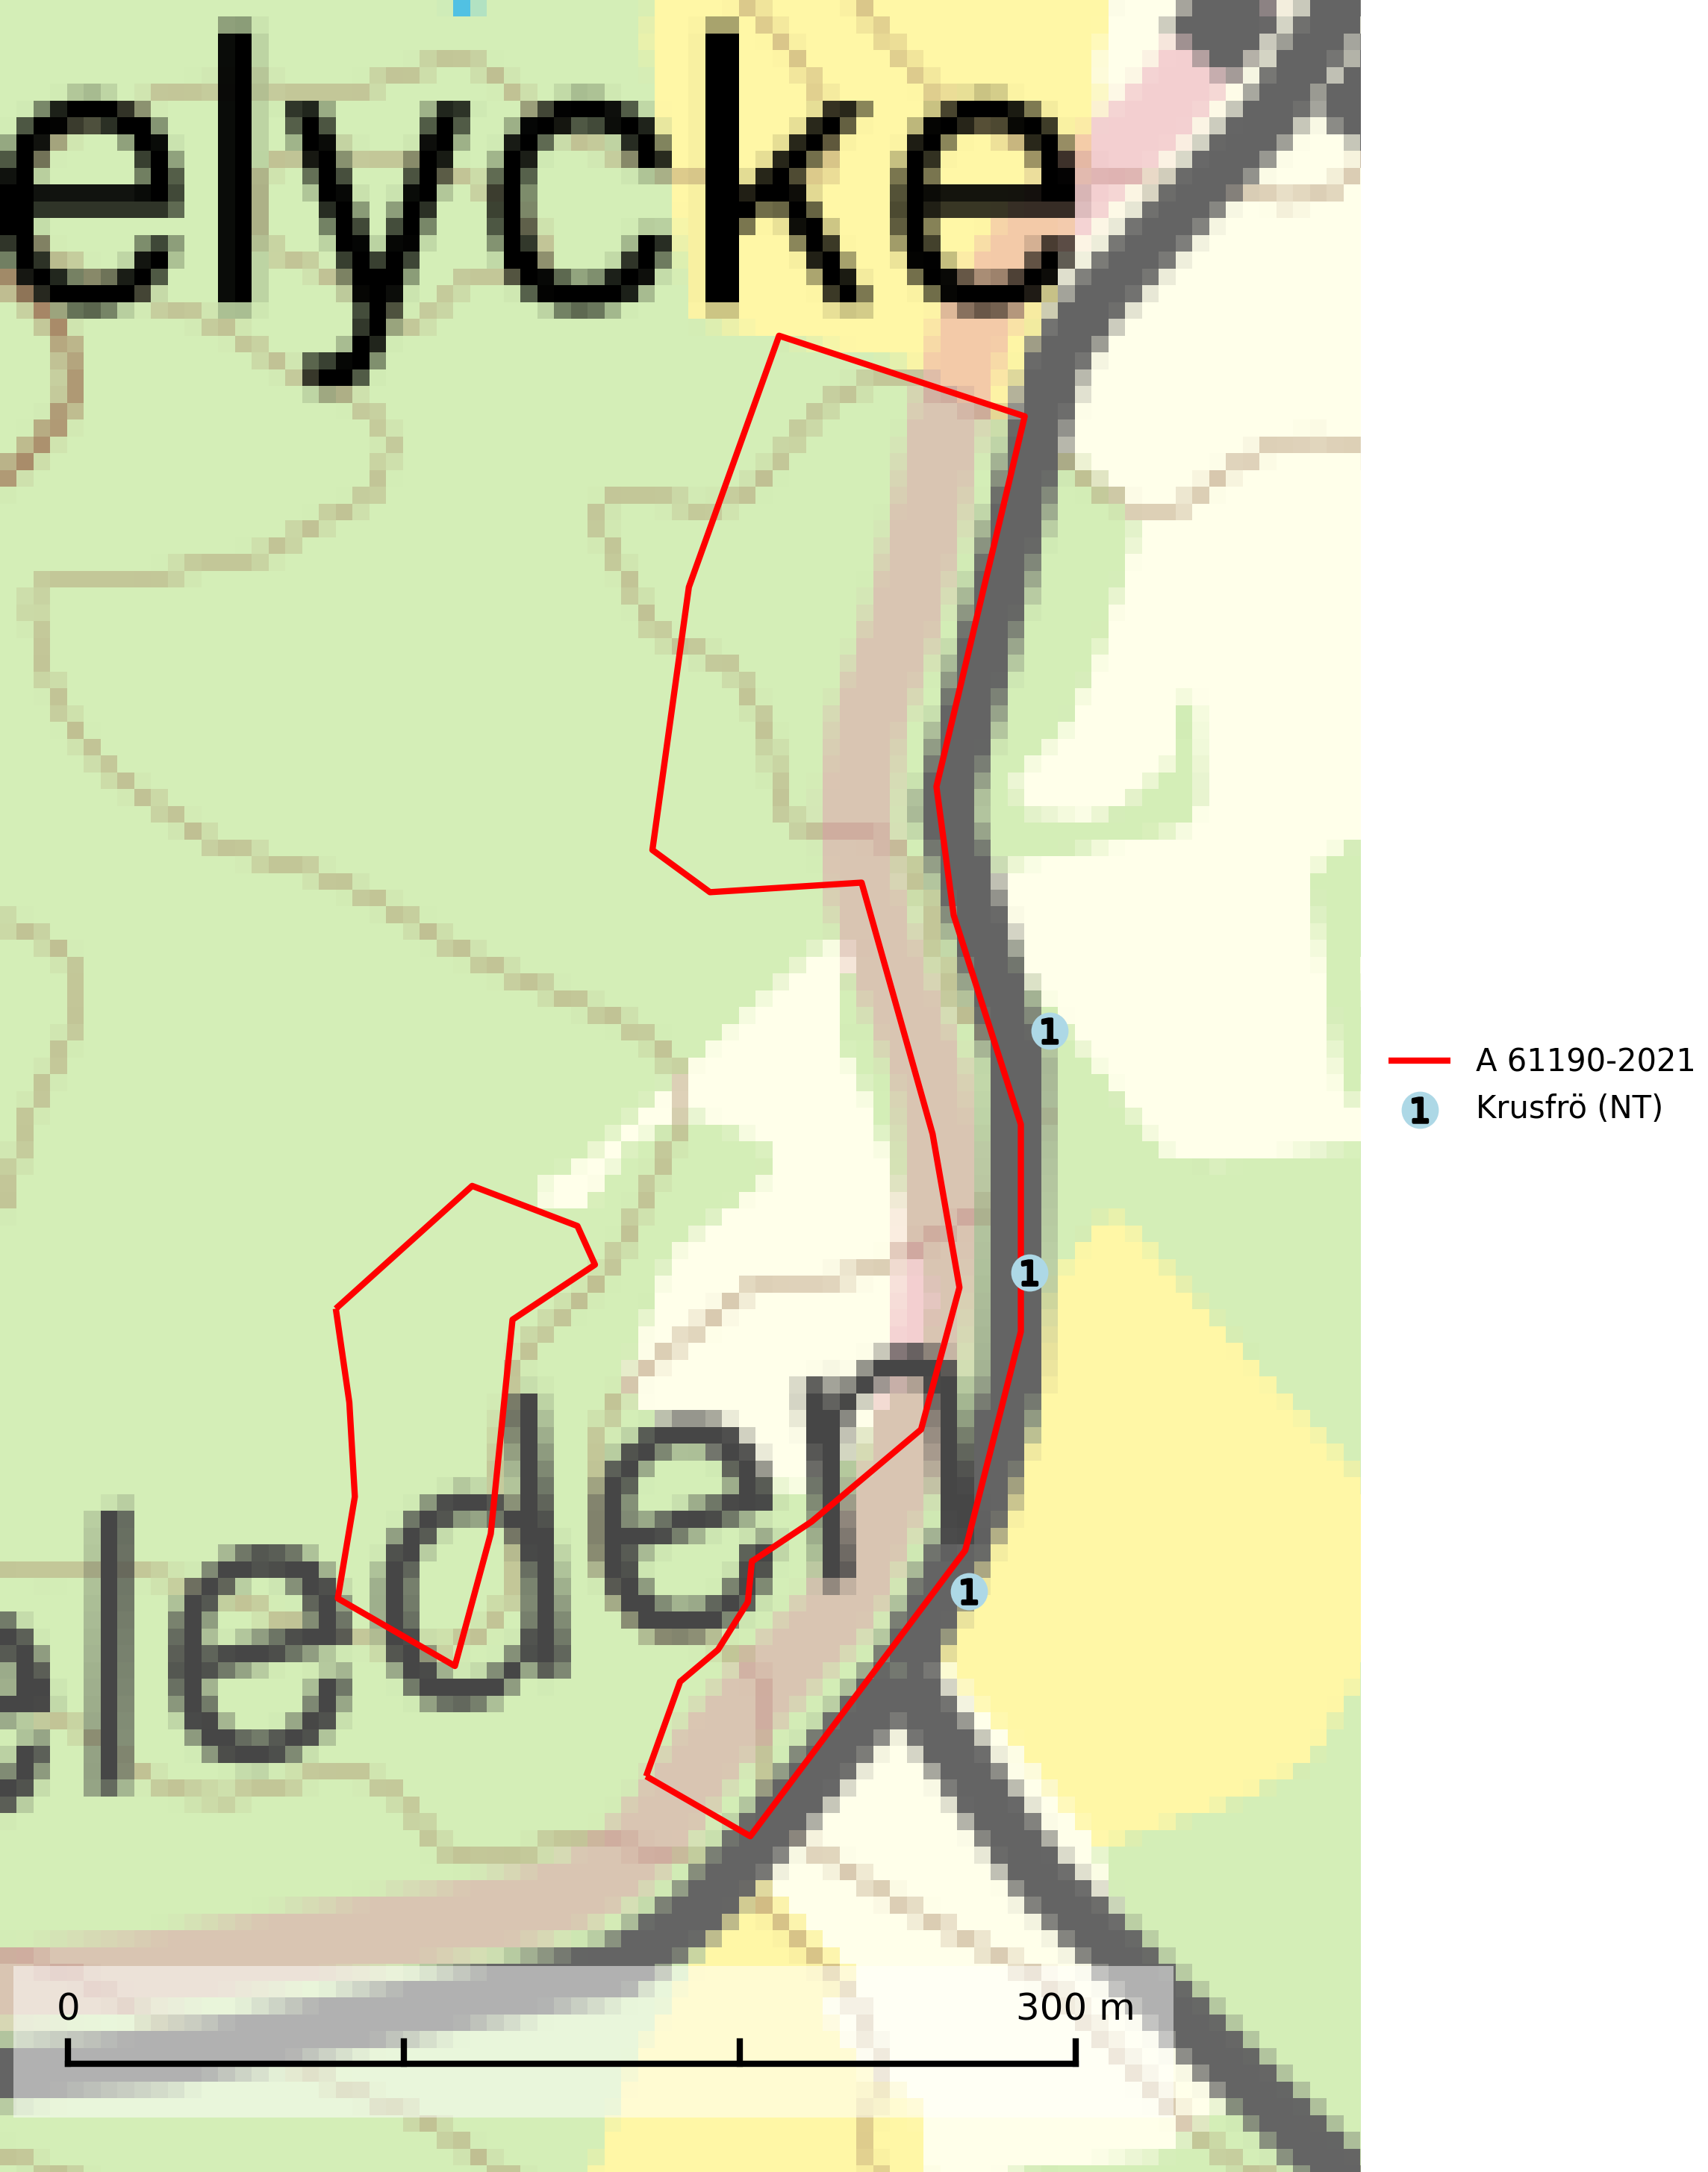 elycke
1
A 61190-2021
1 Krusfrö (NT)
1
eleden
1
0 300 m